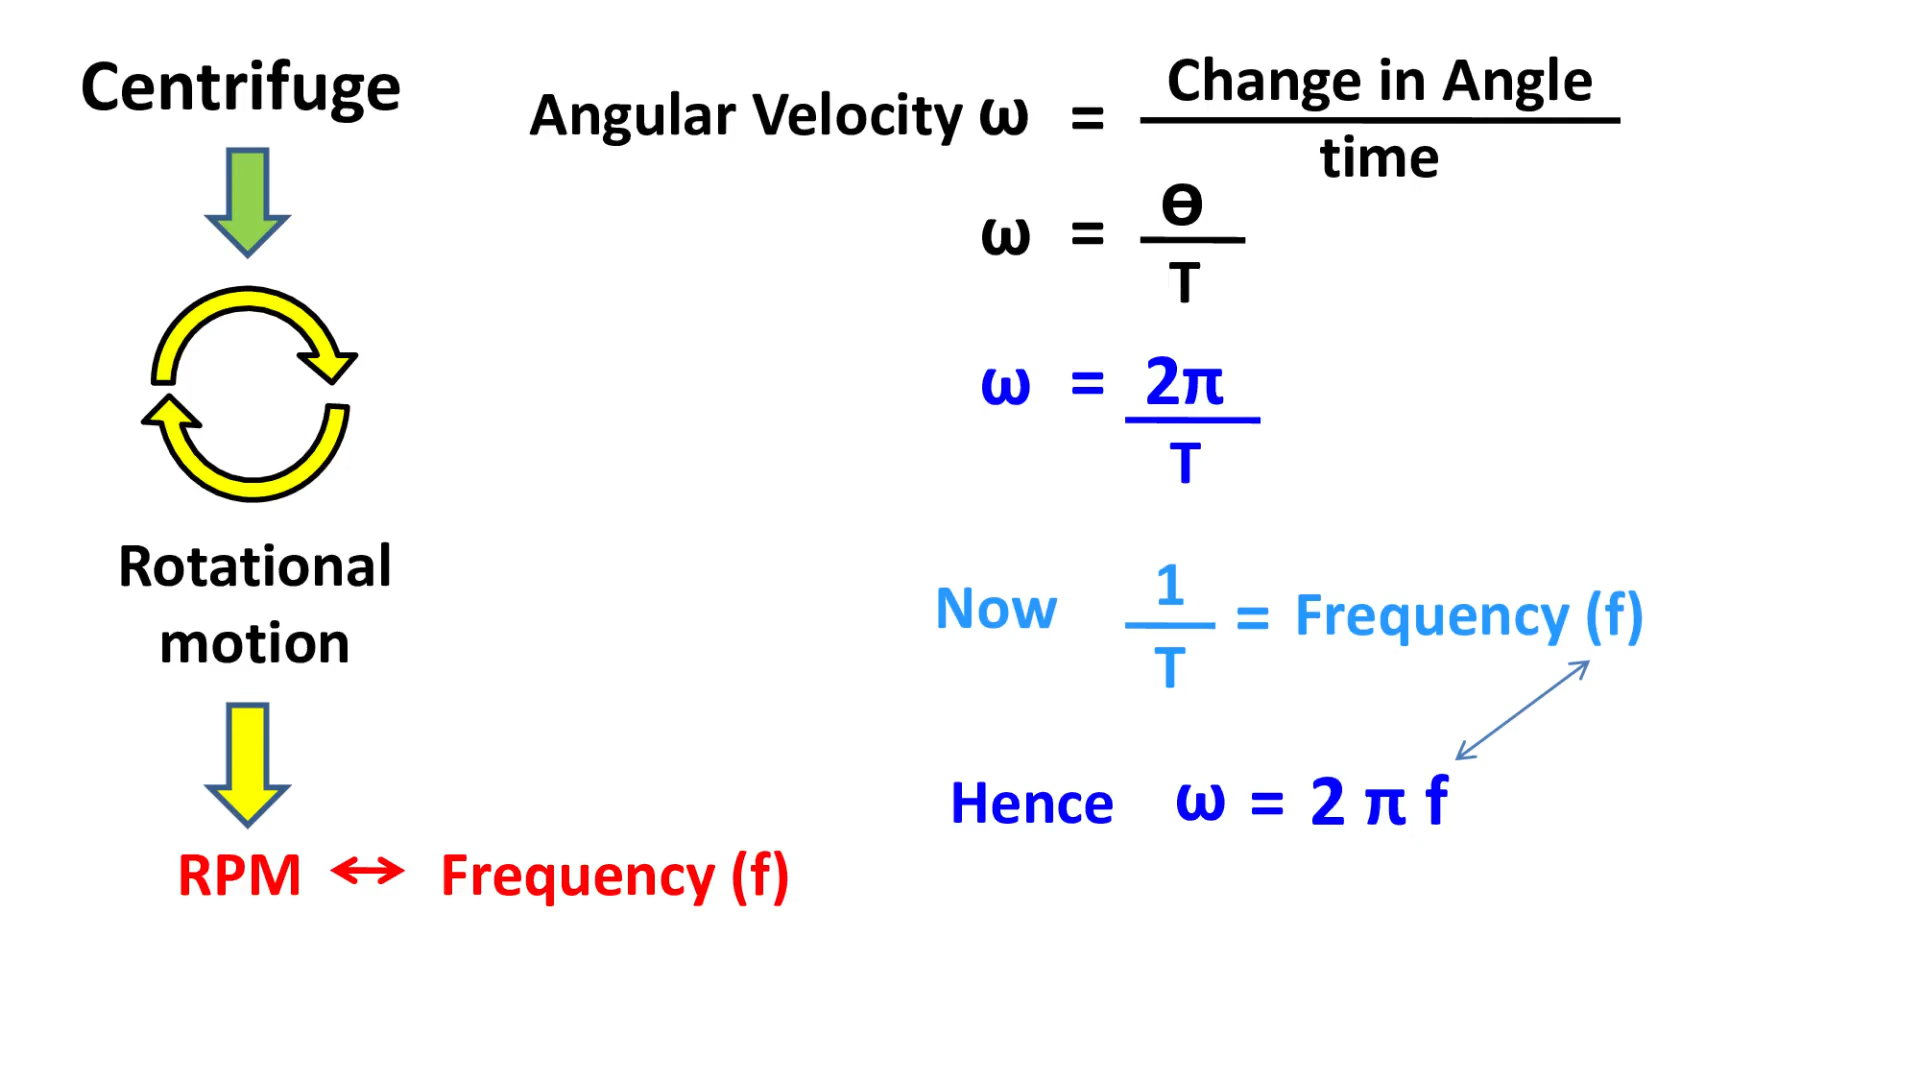 Centrifuge
Rotational
motion
RPM ↔ Frequency (f)
Angular Velocity ω = Change in Angle
time
ω = ϴ
T
ω = 2π
T
Now 1 = Frequency (f)
T
Hence ω = 2 π f